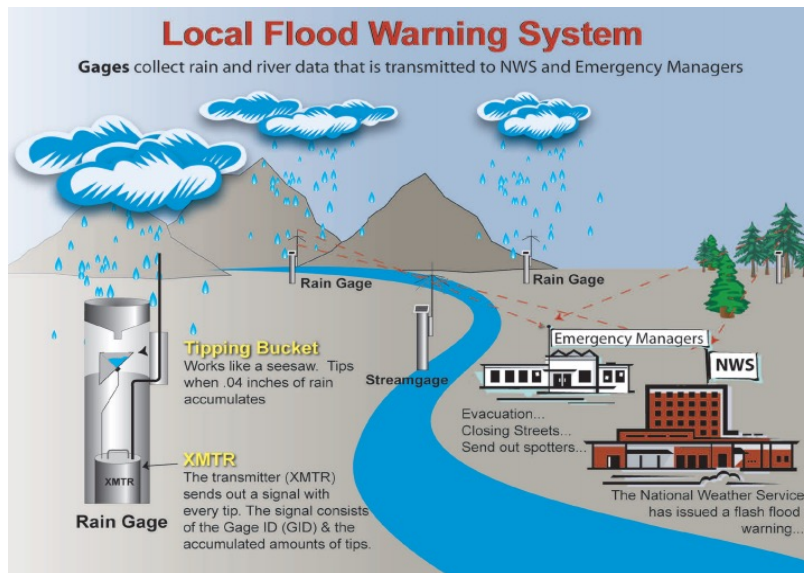 Local Flood Warning System
Gages collect rain and river data that is transmitted to NWS and Emergency Managers
Rain Gage
Rain Gage
Streamgage
Tipping Bucket
Works like a seesaw. Tips
when .04 inches of rain
accumulates
XMTR
The transmitter (XMTR)
sends out a signal with
every tip. The signal consists
of the Gage ID (GID) & the
accumulated amounts of tips.
XMTR
Rain Gage
Emergency Managers
NWS
Evacuation...
Closing Streets...
Send out spotters...
The National Weather Service
has issued a flash flood
warning...